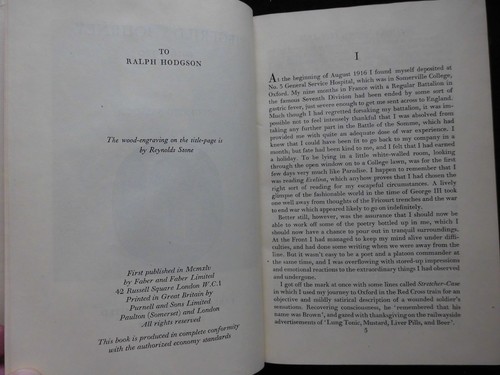 TO
RALPH HODGSON
The wood-engraving on the title-page is
by Reynolds Stone
First published in Mcmxlv
by Faber and Faber Limited
42 Russell Square London W.C.1
Printed in Great Britain by
Purnell and Sons Limited
Paulton (Somerset) and London
All rights reserved
This book is produced in complete conformity
with the authorized economy standards
I
At the beginning of August 1916 I found myself deposited at
No. 5 General Service Hospital, which was in Somerville College,
Oxford. My nine months in France with a Regular Battalion in
the famous Seventh Division had been ended by some sort of
gastric fever, just severe enough to get me sent across to England.
Much though I had regretted forsaking my battalion, it was im-
possible not to feel intensely thankful that I was absolved from
taking any further part in the Battle of the Somme, which had
provided me with quite an adequate dose of war experience. I
knew that I could have been fit to go back to my company in a
month; but fate had been kind to me, and I felt that I had earned
a holiday. To be lying in a little white-walled room, looking
through the open window on to a College lawn, was for the first
few days very much like Paradise. I happen to remember that I
was reading Evelina, which anyhow proves that I had chosen the
right sort of reading for my escapeful circumstances. A lively
glimpse of the fashionable world in the time of George III took
one well away from thoughts of the Fricourt trenches and the war
to end war which appeared likely to go on indefinitely.
Better still, however, was the assurance that I should now be
able to work off some of the poetry bottled up in me, which I
should now have a chance to pour out in tranquil surroundings.
At the Front I had managed to keep my mind alive under diffi-
culties, and had done some writing when we were away from the
line. But it wasn't easy to be a poet and a platoon commander at
the same time, and I was overflowing with stored-up impressions
and emotional reactions to the extraordinary things I had observed
and undergone.
I got off the mark at once with some lines called Stretcher-Case
in which I used my journey to Oxford in the Red Cross train for an
objective and mildly satirical description of a wounded soldier's
sensations. Recovering consciousness, he 'remembered that his
name was Brown', and gazed with thanksgiving on the railwayside
advertisements of 'Lung Tonic, Mustard, Liver Pills, and Beer'.
5